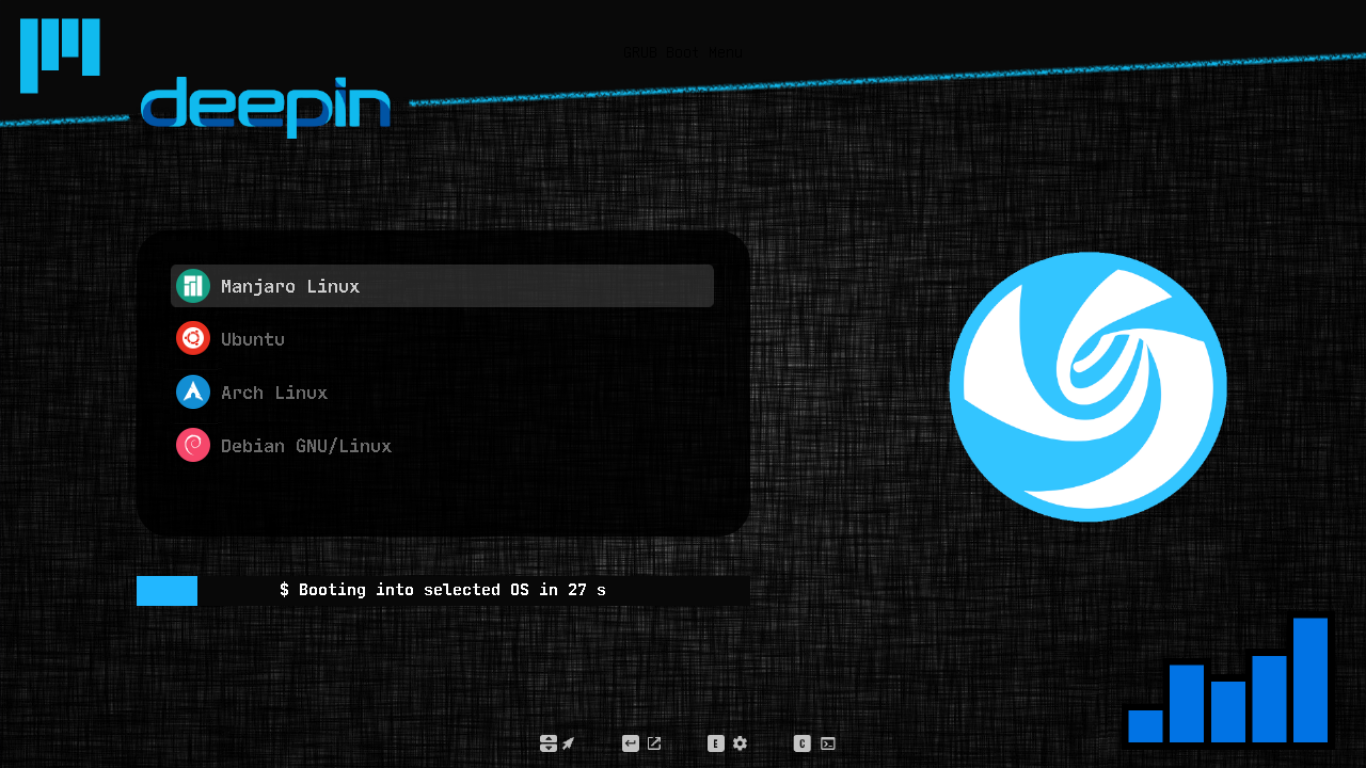 GRUB Boot Menu
deepin
Manjaro Linux
Ubuntu
Arch Linux
Debian GNU/Linux
$ Booting into selected OS in 27 s
E
C